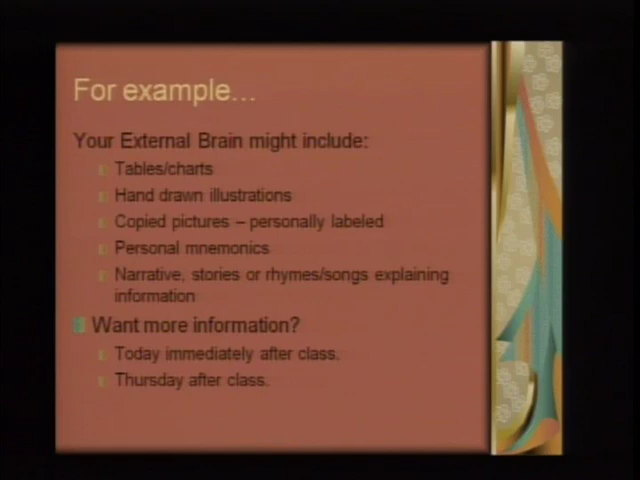 For example...
Your External Brain might include:
Tables/charts
Hand drawn illustrations
Copied pictures – personally labeled
Personal mnemonics
Narrative, stories or rhymes/songs explaining
information
Want more information?
Today immediately after class.
Thursday after class.